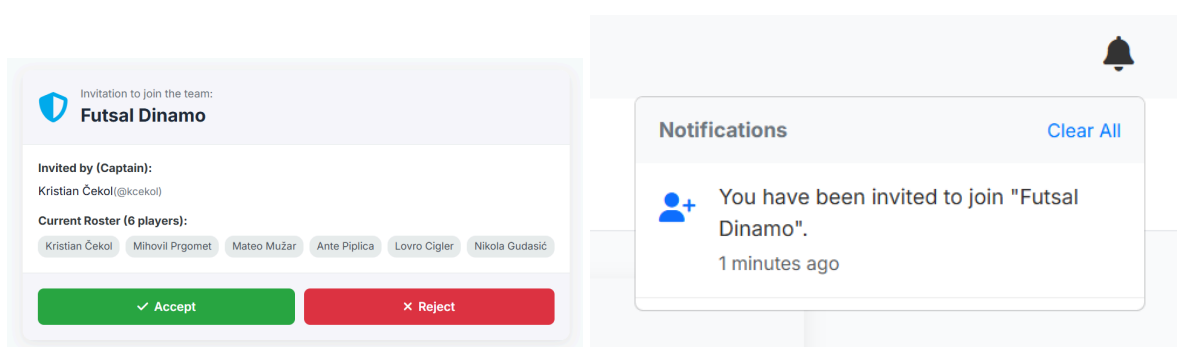 Invitation to join the team:
Futsal Dinamo
Invited by (Captain):
Kristian Čekol(@kcekol)
Current Roster (6 players):
Kristian Čekol Mihovil Prgomet Mateo Mužar Ante Piplica Lovro Cigler Nikola Gudasić
Accept Reject
Notifications Clear All
You have been invited to join "Futsal
Dinamo".
1 minutes ago